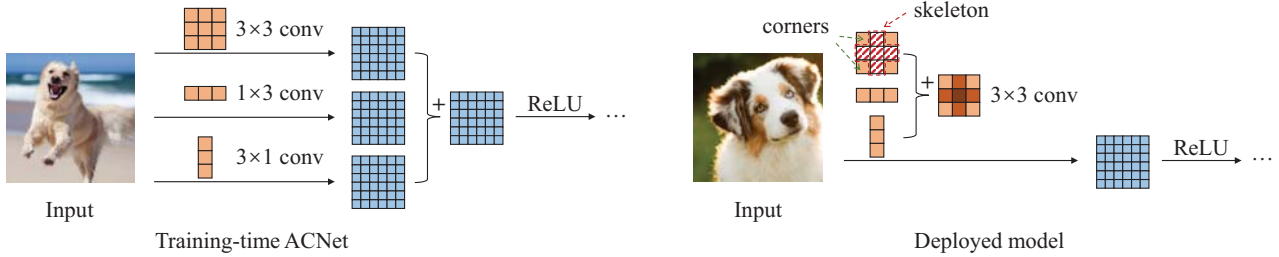 3×3 conv
1×3 conv
3×1 conv
+
ReLU
...
Input
Training-time ACNet
skeleton
corners
+
3×3 conv
ReLU
...
Input
Deployed model